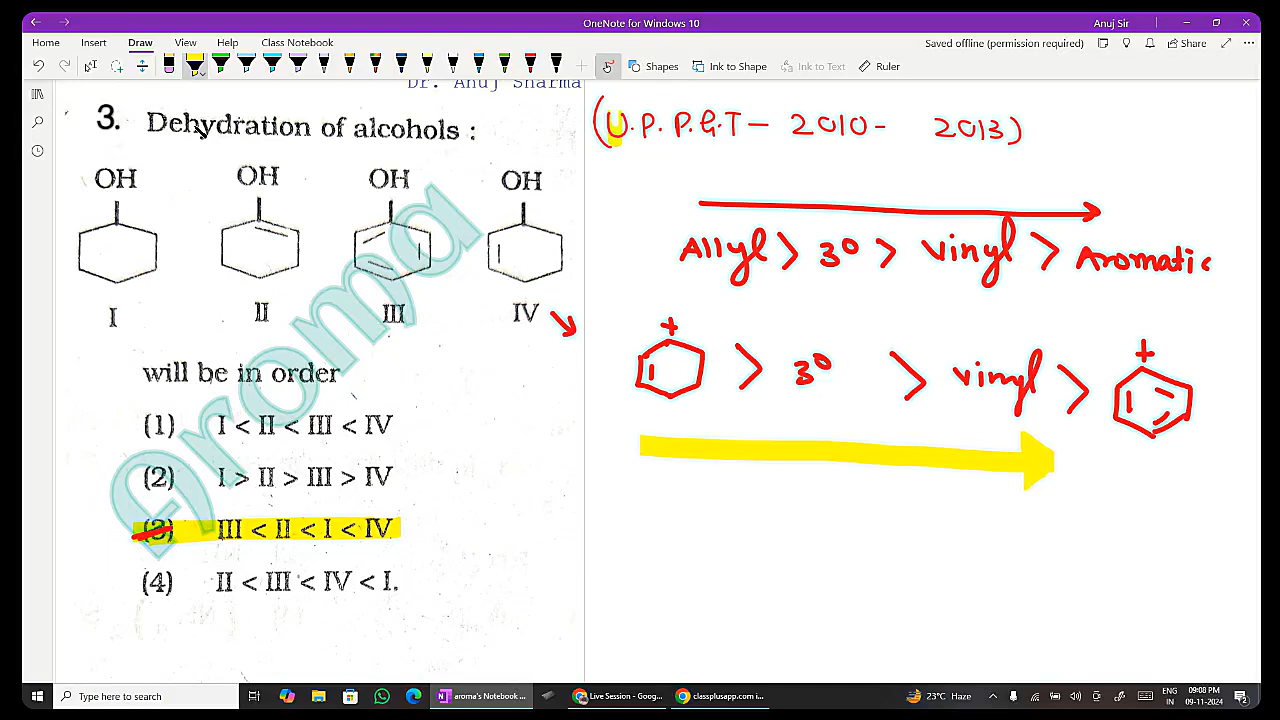 OneNote for Windows 10
Anuj Sir
Home Insert Draw View Help Class Notebook
Saved offline (permission required)
Share
Shapes
Ink to Shape
Ink to Text
Ruler
Dr. Anuj Sharma
3. Dehydration of alcohols :
OH OH OH OH
I II III IV
will be in order
(1) I < II < III < IV
(2) I > II > III > IV
(3) III < II < I < IV
(4) II < III < IV < I.
Aroma
(U.P. P.G.T - 2010 - 2013)
Allyl > 3° > Vinyl > Aromatic
+ > 3° > vinyl > +
Type here to search
aroma's Notebook ...
Live Session - Goog...
classplusapp.com i...
23°C Haze
ENG
IN
09:08 PM
09-11-2024
2